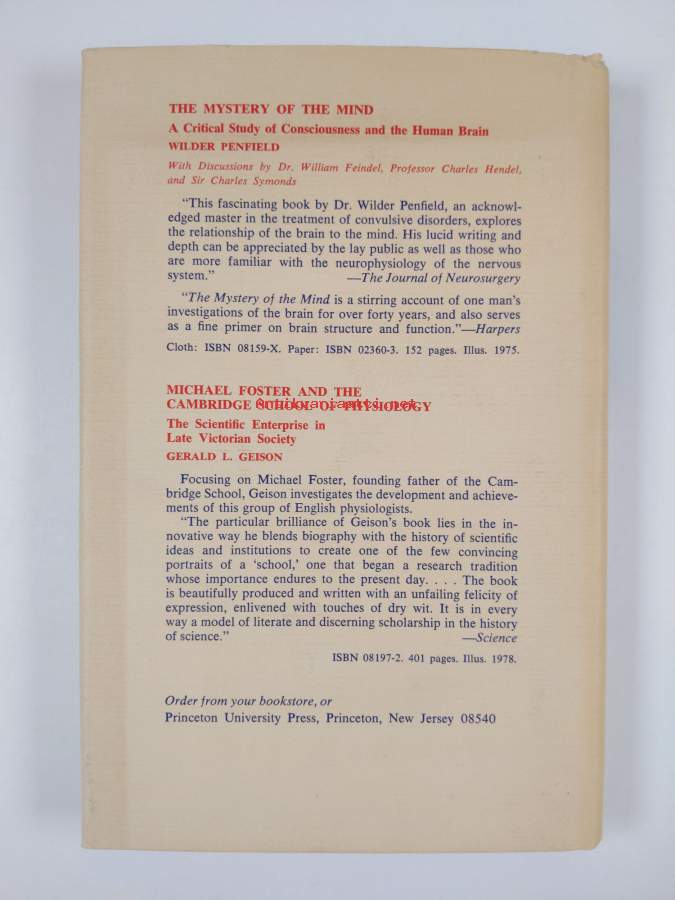 THE MYSTERY OF THE MIND
A Critical Study of Consciousness and the Human Brain
WILDER PENFIELD
With Discussions by Dr. William Feindel, Professor Charles Hendel,
and Sir Charles Symonds
“This fascinating book by Dr. Wilder Penfield, an acknowl-
edged master in the treatment of convulsive disorders, explores
the relationship of the brain to the mind. His lucid writing and
depth can be appreciated by the lay public as well as those who
are more familiar with the neurophysiology of the nervous
system.” —The Journal of Neurosurgery
“The Mystery of the Mind is a stirring account of one man’s
investigations of the brain for over forty years, and also serves
as a fine primer on brain structure and function.”—Harpers
Cloth: ISBN 08159-X. Paper: ISBN 02360-3. 152 pages. Illus. 1975.
MICHAEL FOSTER AND THE
CAMBRIDGE SCHOOL OF PHYSIOLOGY
Antikvariaatti.net
The Scientific Enterprise in
Late Victorian Society
GERALD L. GEISON
Focusing on Michael Foster, founding father of the Cam-
bridge School, Geison investigates the development and achieve-
ments of this group of English physiologists.
“The particular brilliance of Geison’s book lies in the in-
novative way he blends biography with the history of scientific
ideas and institutions to create one of the few convincing
portraits of a ‘school,’ one that began a research tradition
whose importance endures to the present day. . . . The book
is beautifully produced and written with an unfailing felicity of
expression, enlivened with touches of dry wit. It is in every
way a model of literate and discerning scholarship in the history
of science.” —Science
ISBN 08197-2. 401 pages. Illus. 1978.
Order from your bookstore, or
Princeton University Press, Princeton, New Jersey 08540